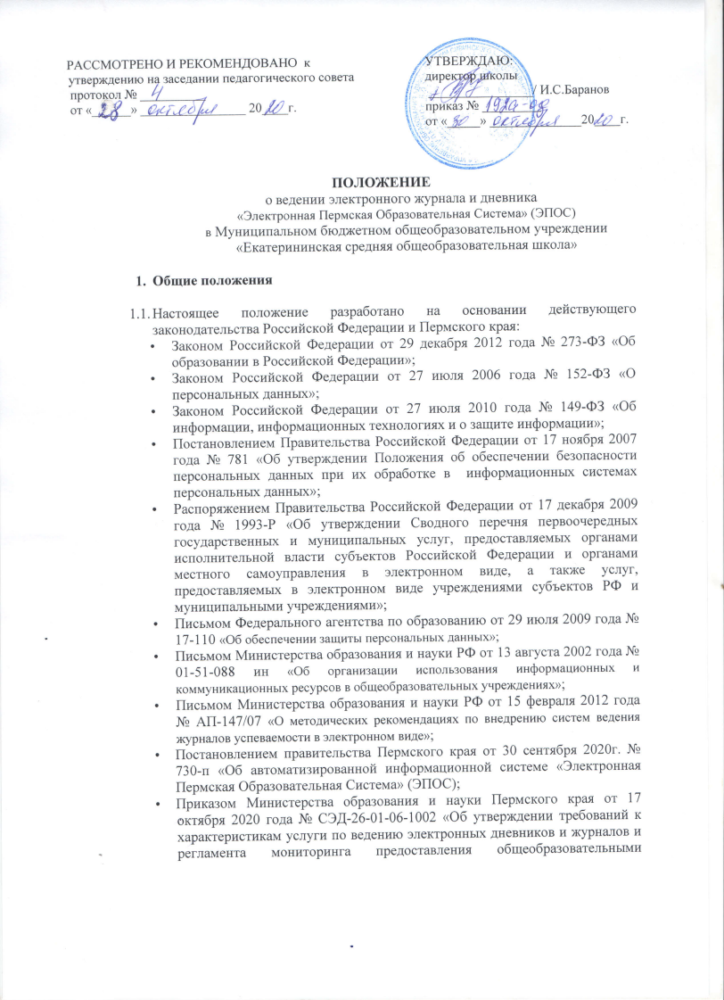 РАССМОТРЕНО И РЕКОМЕНДОВАНО к
утверждению на заседании педагогического совета
протокол № 4
от «28» октября 2020г.
УТВЕРЖДАЮ:
директор школы
/ И.С.Баранов
приказ № 192а-од
от «30» октября 2020г.
ПОЛОЖЕНИЕ
о ведении электронного журнала и дневника
«Электронная Пермская Образовательная Система» (ЭПОС)
в Муниципальном бюджетном общеобразовательном учреждении
«Екатерининская средняя общеобразовательная школа»
1. Общие положения
1.1. Настоящее положение разработано на основании действующего
законодательства Российской Федерации и Пермского края:
• Законом Российской Федерации от 29 декабря 2012 года № 273-ФЗ «Об
образовании в Российской Федерации»;
• Законом Российской Федерации от 27 июля 2006 года № 152-ФЗ «О
персональных данных»;
• Законом Российской Федерации от 27 июля 2010 года № 149-ФЗ «Об
информации, информационных технологиях и о защите информации»;
• Постановлением Правительства Российской Федерации от 17 ноября 2007
года № 781 «Об утверждении Положения об обеспечении безопасности
персональных данных при их обработке в информационных системах
персональных данных»;
• Распоряжением Правительства Российской Федерации от 17 декабря 2009
года № 1993-Р «Об утверждении Сводного перечня первоочередных
государственных и муниципальных услуг, предоставляемых органами
исполнительной власти субъектов Российской Федерации и органами
местного самоуправления в электронном виде, а также услуг,
предоставляемых в электронном виде учреждениями субъектов РФ и
муниципальными учреждениями»;
• Письмом Федерального агентства по образованию от 29 июля 2009 года №
17-110 «Об обеспечении защиты персональных данных»;
• Письмом Министерства образования и науки РФ от 13 августа 2002 года №
01-51-088 ин «Об организации использования информационных и
коммуникационных ресурсов в общеобразовательных учреждениях»;
• Письмом Министерства образования и науки РФ от 15 февраля 2012 года
№ АП-147/07 «О методических рекомендациях по внедрению систем ведения
журналов успеваемости в электронном виде»;
• Постановлением правительства Пермского края от 30 сентября 2020г. №
730-п «Об автоматизированной информационной системе «Электронная
Пермская Образовательная Система» (ЭПОС);
• Приказом Министерства образования и науки Пермского края от 17
октября 2020 года № СЭД-26-01-06-1002 «Об утверждении требований к
характеристикам услуги по ведению электронных дневников и журналов и
регламента мониторинга предоставления общеобразовательными